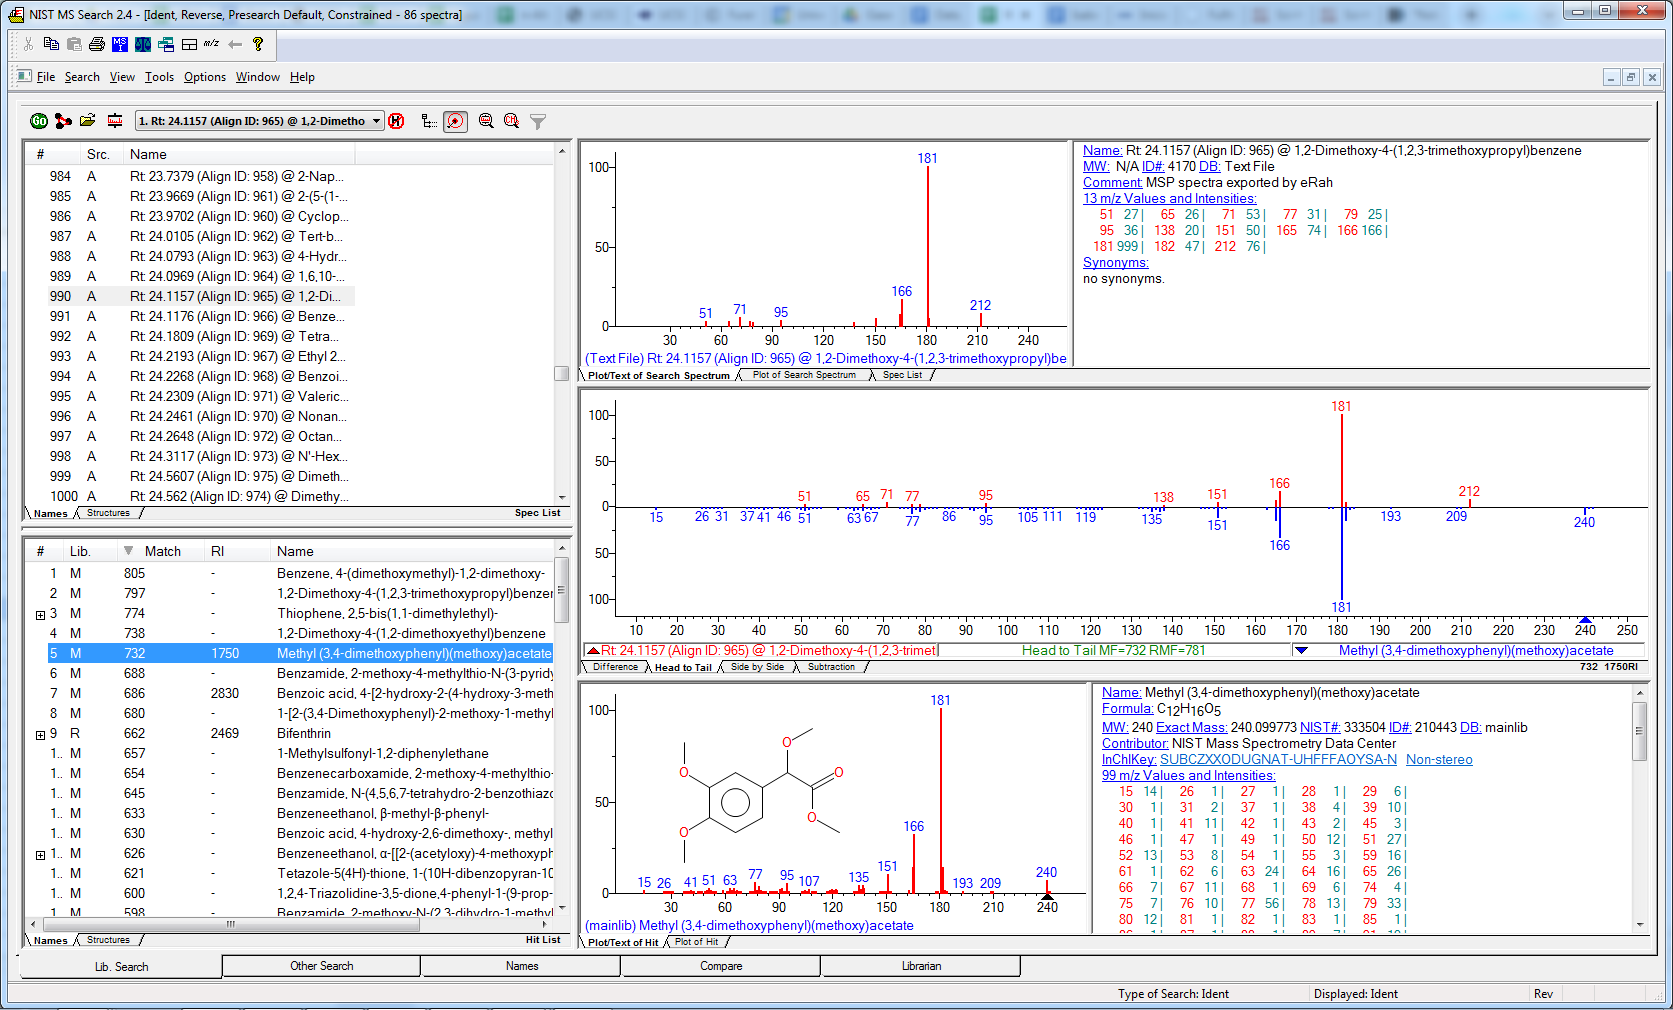 NIST MS Search 2.4 - [Ident, Reverse, Presearch Default, Constrained - 86 spectra]
File Search View Tools Options Window Help
1. Rt: 24.1157 (Align ID: 965) @ 1,2-Dimetho
# Src. Name
984 A Rt: 23.7379 (Align ID: 958) @ 2-Nap...
985 A Rt: 23.9669 (Align ID: 961) @ 2-(5-(1-...
986 A Rt: 23.9702 (Align ID: 960) @ Cyclop...
987 A Rt: 24.0105 (Align ID: 962) @ Tert-b...
988 A Rt: 24.0793 (Align ID: 963) @ 4-Hydr...
989 A Rt: 24.0969 (Align ID: 964) @ 1,6,10-...
990 A Rt: 24.1157 (Align ID: 965) @ 1,2-Di...
991 A Rt: 24.1176 (Align ID: 966) @ Benze...
992 A Rt: 24.1809 (Align ID: 969) @ Tetra...
993 A Rt: 24.2193 (Align ID: 967) @ Ethyl 2...
994 A Rt: 24.2268 (Align ID: 968) @ Benzoi...
995 A Rt: 24.2309 (Align ID: 971) @ Valeric...
996 A Rt: 24.2461 (Align ID: 970) @ Nonan...
997 A Rt: 24.2648 (Align ID: 972) @ Octan...
998 A Rt: 24.3117 (Align ID: 973) @ N'-Hex...
999 A Rt: 24.5607 (Align ID: 975) @ Dimeth...
1000 A Rt: 24.562 (Align ID: 974) @ Dimethy...
Names Structures Spec List
# Lib. Match RI Name
1 M 805 - Benzene, 4-(dimethoxymethyl)-1,2-dimethoxy-
2 M 797 - 1,2-Dimethoxy-4-(1,2,3-trimethoxypropyl)benzer
3 M 774 - Thiophene, 2,5-bis(1,1-dimethylethyl)-
4 M 738 - 1,2-Dimethoxy-4-(1,2-dimethoxyethyl)benzene
5 M 732 1750 Methyl (3,4-dimethoxyphenyl)(methoxy)acetate
6 M 688 - Benzamide, 2-methoxy-4-methylthio-N-(3-pyridy
7 M 686 2830 Benzoic acid, 4-[2-hydroxy-2-(4-hydroxy-3-meth
8 M 680 - 1-[2-(3,4-Dimethoxyphenyl)-2-methoxy-1-methyl
9 R 662 2469 Bifenthrin
1.. M 657 - 1-Methylsulfonyl-1,2-diphenylethane
1.. M 654 - Benzenecarboxamide, 2-methoxy-4-methylthio-
1.. M 645 - Benzamide, N-(4,5,6,7-tetrahydro-2-benzothiazo
1.. M 633 - Benzeneethanol, β-methyl-β-phenyl-
1.. M 630 - Benzoic acid, 4-hydroxy-2,6-dimethoxy-, methyl
1.. M 626 - Benzeneethanol, α-[[2-(acetyloxy)-4-methoxyph
1.. M 621 - Tetazole-5(4H)-thione, 1-(10H-dibenzopyran-10
1.. M 600 - 1,2,4-Triazolidine-3,5-dione,4-phenyl-1-(9-prop-
1.. M 598 - Benzamide, 2-methoxy-N-(2,3-dihydro-1-methyl
Names Structures Hit List
100
50
0
51 71 95 166 181 212
30 60 90 120 150 180 210 240
(Text File) Rt: 24.1157 (Align ID: 965) @ 1,2-Dimethoxy-4-(1,2,3-trimethoxypropyl)be
Plot/Text of Search Spectrum Plot of Search Spectrum Spec List
Name: Rt: 24.1157 (Align ID: 965) @ 1,2-Dimethoxy-4-(1,2,3-trimethoxypropyl)benzene
MW: N/A ID#: 4170 DB: Text File
Comment: MSP spectra exported by eRah
13 m/z Values and Intensities:
51 27| 65 26| 71 53| 77 31| 79 25|
95 36| 138 20| 151 50| 165 74| 166 166|
181 999| 182 47| 212 76|
Synonyms:
no synonyms.
100
50
0
50
100
181
51 65 71 77 95 138 151 166 212
15 26 31 37 41 46 51 63 67 77 86 95 105 111 119 135 151 166 193 209 240
181
10 20 30 40 50 60 70 80 90 100 110 120 130 140 150 160 170 180 190 200 210 220 230 240 250
Rt: 24.1157 (Align ID: 965) @ 1,2-Dimethoxy-4-(1,2,3-trimet Head to Tail MF=732 RMF=781 Methyl (3,4-dimethoxyphenyl)(methoxy)acetate
Difference Head to Tail Side by Side Subtraction 732 1750RI
100
50
0
O O O O O
15 26 41 51 63 77 95 107 135 151 166 181 193 209 240
30 60 90 120 150 180 210 240
(mainlib) Methyl (3,4-dimethoxyphenyl)(methoxy)acetate
Plot/Text of Hit Plot of Hit
Name: Methyl (3,4-dimethoxyphenyl)(methoxy)acetate
Formula: C12H16O5
MW: 240 Exact Mass: 240.099773 NIST#: 333504 ID#: 210443 DB: mainlib
Contributor: NIST Mass Spectrometry Data Center
InChIKey: SUBCZXXODUGNAT-UHFFFAOYSA-N Non-stereo
99 m/z Values and Intensities:
15 14| 26 1| 27 1| 28 1| 29 6|
30 1| 31 2| 37 1| 38 4| 39 10|
40 1| 41 11| 42 1| 43 2| 45 3|
46 1| 47 1| 49 1| 50 12| 51 27|
52 13| 53 8| 54 1| 55 3| 59 16|
61 1| 62 6| 63 24| 64 16| 65 26|
66 7| 67 11| 68 1| 69 6| 74 4|
75 7| 76 10| 77 56| 78 13| 79 33|
80 12| 81 1| 82 1| 83 1| 85 1|
Lib. Search Other Search Names Compare Librarian
Type of Search: Ident Displayed: Ident Rev